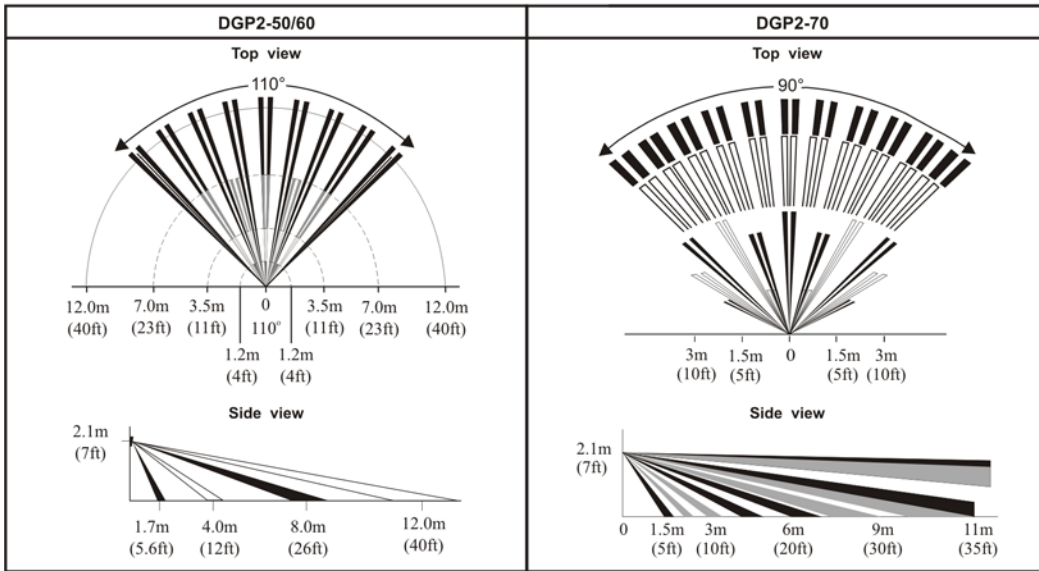 DGP2-50/60
Top view
110°
12.0m 7.0m 3.5m 0 3.5m 7.0m 12.0m
(40ft) (23ft) (11ft) 110° (11ft) (23ft) (40ft)
1.2m 1.2m
(4ft) (4ft)
Side view
2.1m
(7ft)
1.7m 4.0m 8.0m 12.0m
(5.6ft) (12ft) (26ft) (40ft)
DGP2-70
Top view
90°
3m 1.5m 0 1.5m 3m
(10ft) (5ft) (5ft) (10ft)
Side view
2.1m
(7ft)
0 1.5m 3m 6m 9m 11m
(5ft) (10ft) (20ft) (30ft) (35ft)